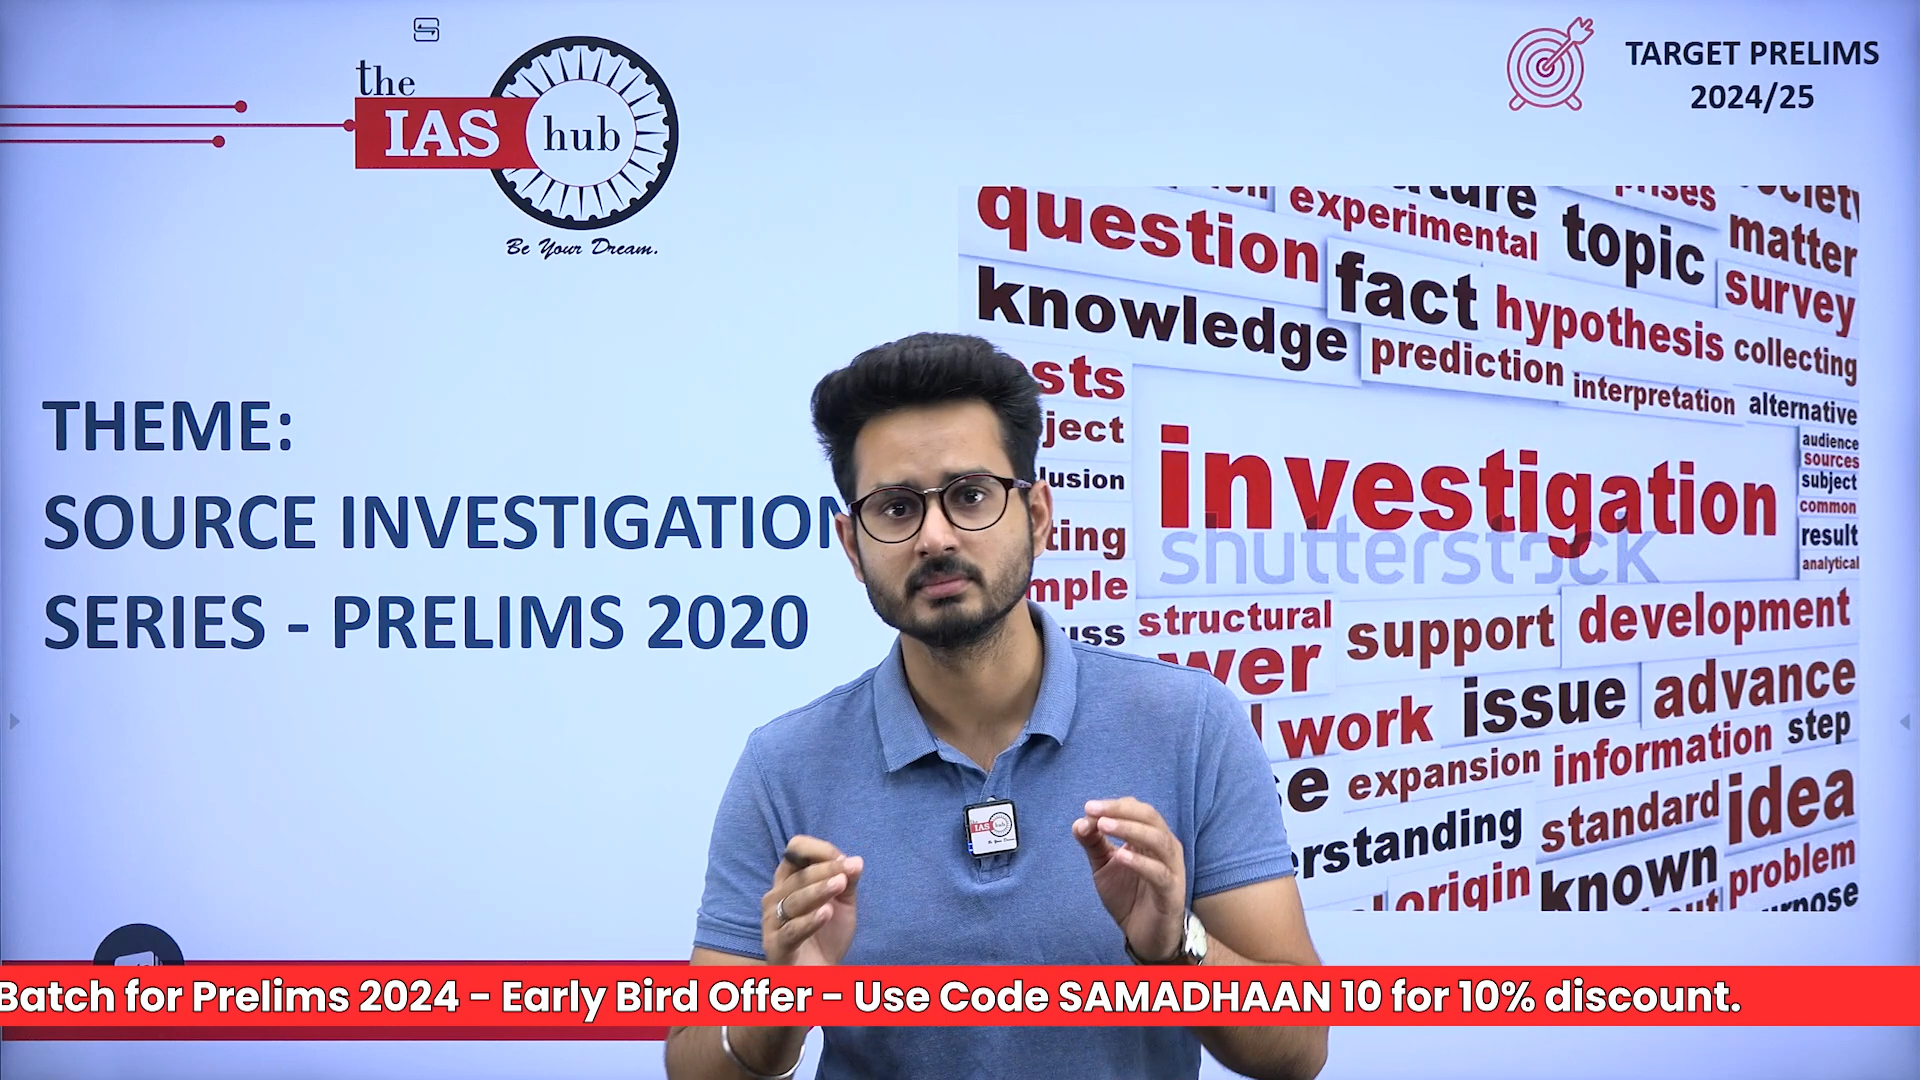 the
IAS hub
Be Your Dream.
TARGET PRELIMS
2024/25
THEME:
SOURCE INVESTIGATION
SERIES - PRELIMS 2020
question
experimental
topic
matter
knowledge
fact
hypothesis
survey
prediction
collecting
interpretation
alternative
investigation
audience
sources
subject
common
result
analytical
shutterstock
structural
support
development
work
issue
advance
expansion
information
step
standard
idea
origin
known
problem
IAS hub
Batch for Prelims 2024 - Early Bird Offer - Use Code SAMADHAAN 10 for 10% discount.